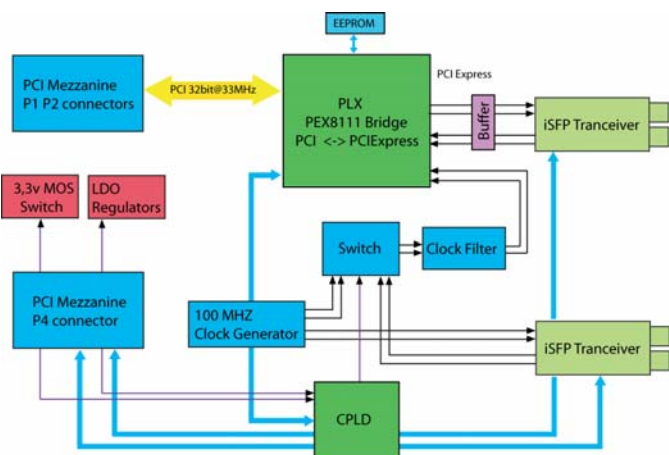 EEPROM
PCI Mezzanine
P1 P2 connectors
PCI 32bit@33MHz
PLX
PEX8111 Bridge
PCI <-> PCIExpress
PCI Express
Buffer
iSFP Tranceiver
3,3v MOS
Switch
LDO
Regulators
Switch
Clock Filter
PCI Mezzanine
P4 connector
100 MHZ
Clock Generator
iSFP Tranceiver
CPLD